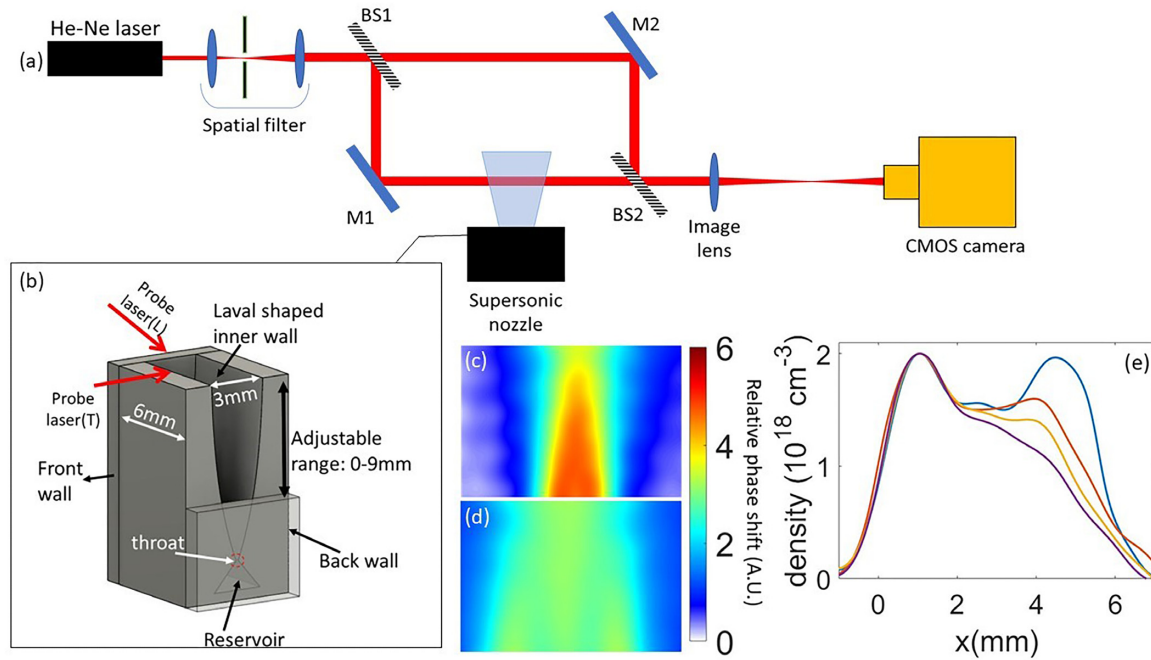 He-Ne laser
(a)
Spatial filter
BS1
M2
M1
BS2
Image
lens
CMOS camera
Supersonic
nozzle
(b)
Probe
laser(L)
Laval shaped
inner wall
Probe
laser(T)
3mm
6mm
Adjustable
range: 0-9mm
Front
wall
throat
Back wall
Reservoir
(c)
(d)
6
4
2
0
Relative phase shift (A.U.)
(e)
density (10¹⁸ cm⁻³)
2
1
0
0
2
4
6
x(mm)